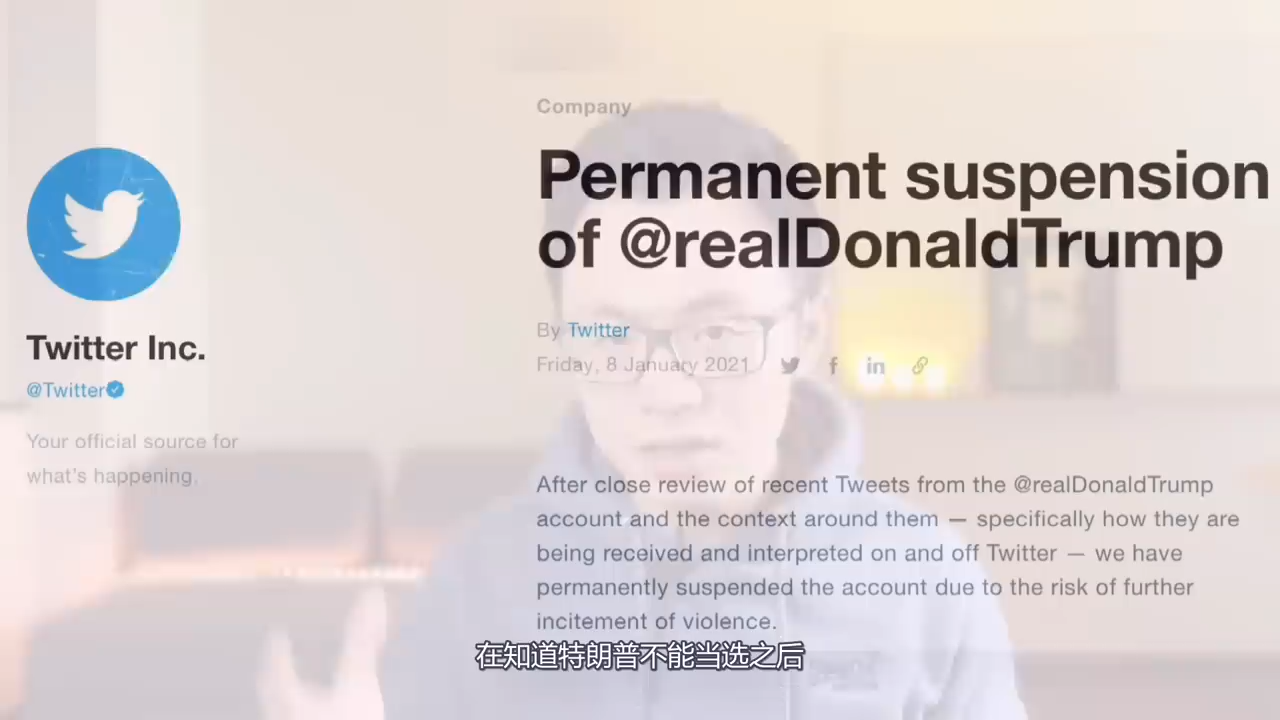 Company
Permanent suspension
of @realDonaldTrump
Twitter Inc.
@Twitter
Your official source for
what's happening.
By Twitter
Friday, 8 January 2021
After close review of recent Tweets from the @realDonaldTrump
account and the context around them — specifically how they are
being received and interpreted on and off Twitter — we have
permanently suspended the account due to the risk of further
incitement of violence.
在知道特朗普不能当选之后